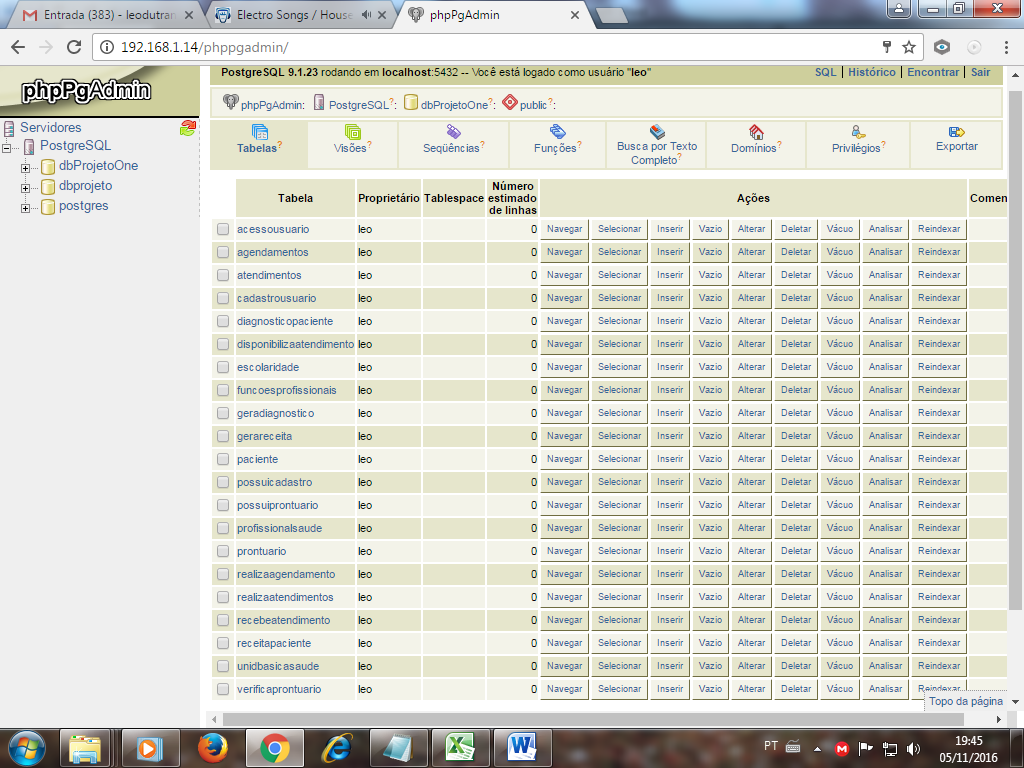 Entrada (383) - leodutran
Electro Songs / House
phpPgAdmin
192.168.1.14/phppgadmin/
phpPgAdmin
Servidores
PostgreSQL
dbProjetoOne
dbprojeto
postgres
PostgreSQL 9.1.23 rodando em localhost:5432 -- Você está logado como usuário "leo"
SQL | Histórico | Encontrar | Sair
phpPgAdmin: PostgreSQL?: dbProjetoOne?: public?:
Tabelas? Visões? Seqüências? Funções? Busca por Texto Completo? Domínios? Privilégios? Exportar
Tabela Proprietário Tablespace Número estimado de linhas Ações Comen
acessousuario leo 0 Navegar Selecionar Inserir Vazio Alterar Deletar Vácuo Analisar Reindexar
agendamentos leo 0 Navegar Selecionar Inserir Vazio Alterar Deletar Vácuo Analisar Reindexar
atendimentos leo 0 Navegar Selecionar Inserir Vazio Alterar Deletar Vácuo Analisar Reindexar
cadastrousuario leo 0 Navegar Selecionar Inserir Vazio Alterar Deletar Vácuo Analisar Reindexar
diagnosticopaciente leo 0 Navegar Selecionar Inserir Vazio Alterar Deletar Vácuo Analisar Reindexar
disponibilizaatendimento leo 0 Navegar Selecionar Inserir Vazio Alterar Deletar Vácuo Analisar Reindexar
escolaridade leo 0 Navegar Selecionar Inserir Vazio Alterar Deletar Vácuo Analisar Reindexar
funcoesprofissionais leo 0 Navegar Selecionar Inserir Vazio Alterar Deletar Vácuo Analisar Reindexar
geradiagnostico leo 0 Navegar Selecionar Inserir Vazio Alterar Deletar Vácuo Analisar Reindexar
gerareceita leo 0 Navegar Selecionar Inserir Vazio Alterar Deletar Vácuo Analisar Reindexar
paciente leo 0 Navegar Selecionar Inserir Vazio Alterar Deletar Vácuo Analisar Reindexar
possuicadastro leo 0 Navegar Selecionar Inserir Vazio Alterar Deletar Vácuo Analisar Reindexar
possuiprontuario leo 0 Navegar Selecionar Inserir Vazio Alterar Deletar Vácuo Analisar Reindexar
profissionalsaude leo 0 Navegar Selecionar Inserir Vazio Alterar Deletar Vácuo Analisar Reindexar
prontuario leo 0 Navegar Selecionar Inserir Vazio Alterar Deletar Vácuo Analisar Reindexar
realizaagendamento leo 0 Navegar Selecionar Inserir Vazio Alterar Deletar Vácuo Analisar Reindexar
realizaatendimentos leo 0 Navegar Selecionar Inserir Vazio Alterar Deletar Vácuo Analisar Reindexar
recebeatendimento leo 0 Navegar Selecionar Inserir Vazio Alterar Deletar Vácuo Analisar Reindexar
receitapaciente leo 0 Navegar Selecionar Inserir Vazio Alterar Deletar Vácuo Analisar Reindexar
unidbasicasaude leo 0 Navegar Selecionar Inserir Vazio Alterar Deletar Vácuo Analisar Reindexar
verificaprontuario leo 0 Navegar Selecionar Inserir Vazio Alterar Deletar Vácuo Analisar Reindexar
Topo da página
PT
19:45
05/11/2016